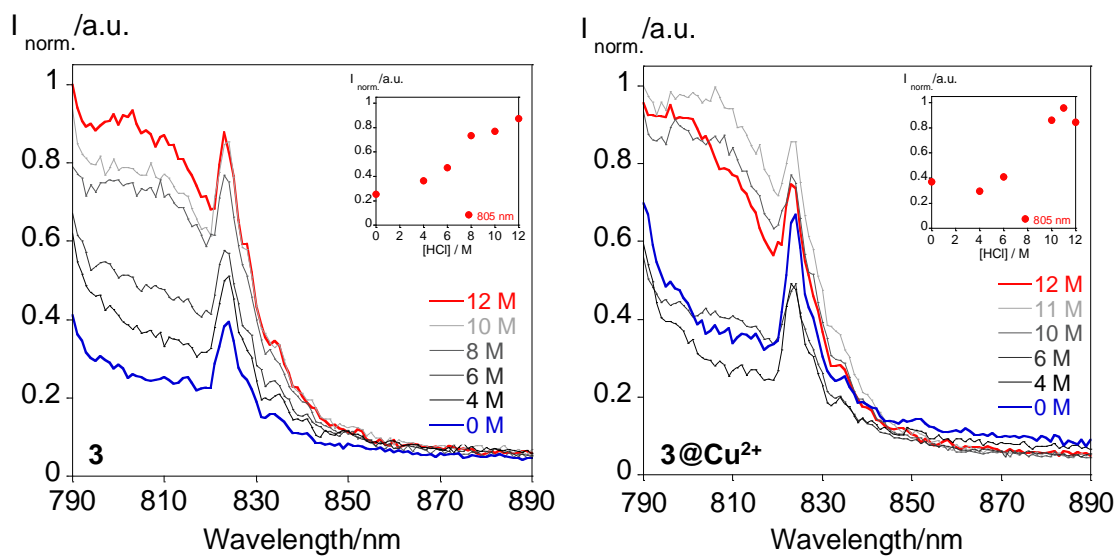 I norm./a.u.
I norm./a.u.
1
0.8
0.6
0.4
0.2
0
790 810 830 850 870 890
Wavelength/nm
3
12 M
10 M
8 M
6 M
4 M
0 M
I norm./a.u.
1
0.8
0.6
0.4
0.2
0
0 2 4 6 8 10 12
[HCl] / M
805 nm
I norm./a.u.
1
0.8
0.6
0.4
0.2
0
790 810 830 850 870 890
Wavelength/nm
3@Cu²⁺
12 M
11 M
10 M
6 M
4 M
0 M
1
0.8
0.6
0.4
0.2
0
0 2 4 6 8 10 12
[HCl] / M
805 nm